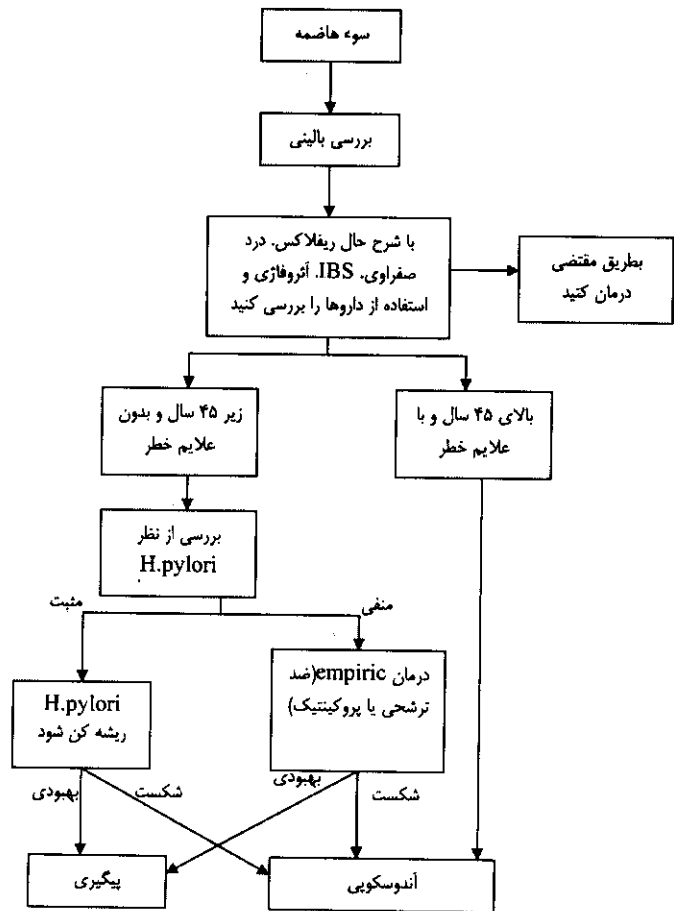 سوء هاضمه
بررسی بالینی
با شرح حال ریفلاکس. درد
صفراوی. IBS. آئروفاژی و
استفاده از داروها را بررسی کنید
بطریق مقتضی
درمان کنید
بالای ۴۵ سال و با
علایم خطر
زیر ۴۵ سال و بدون
علایم خطر
بررسی از نظر
H.pylori
منفی
مثبت
درمان empiric(ضد
ترشحی یا پروکینتیک)
H.pylori
ریشه کن شود
شکست
بهبودی
شکست
بهبودی
آندوسکوپی
پیگیری